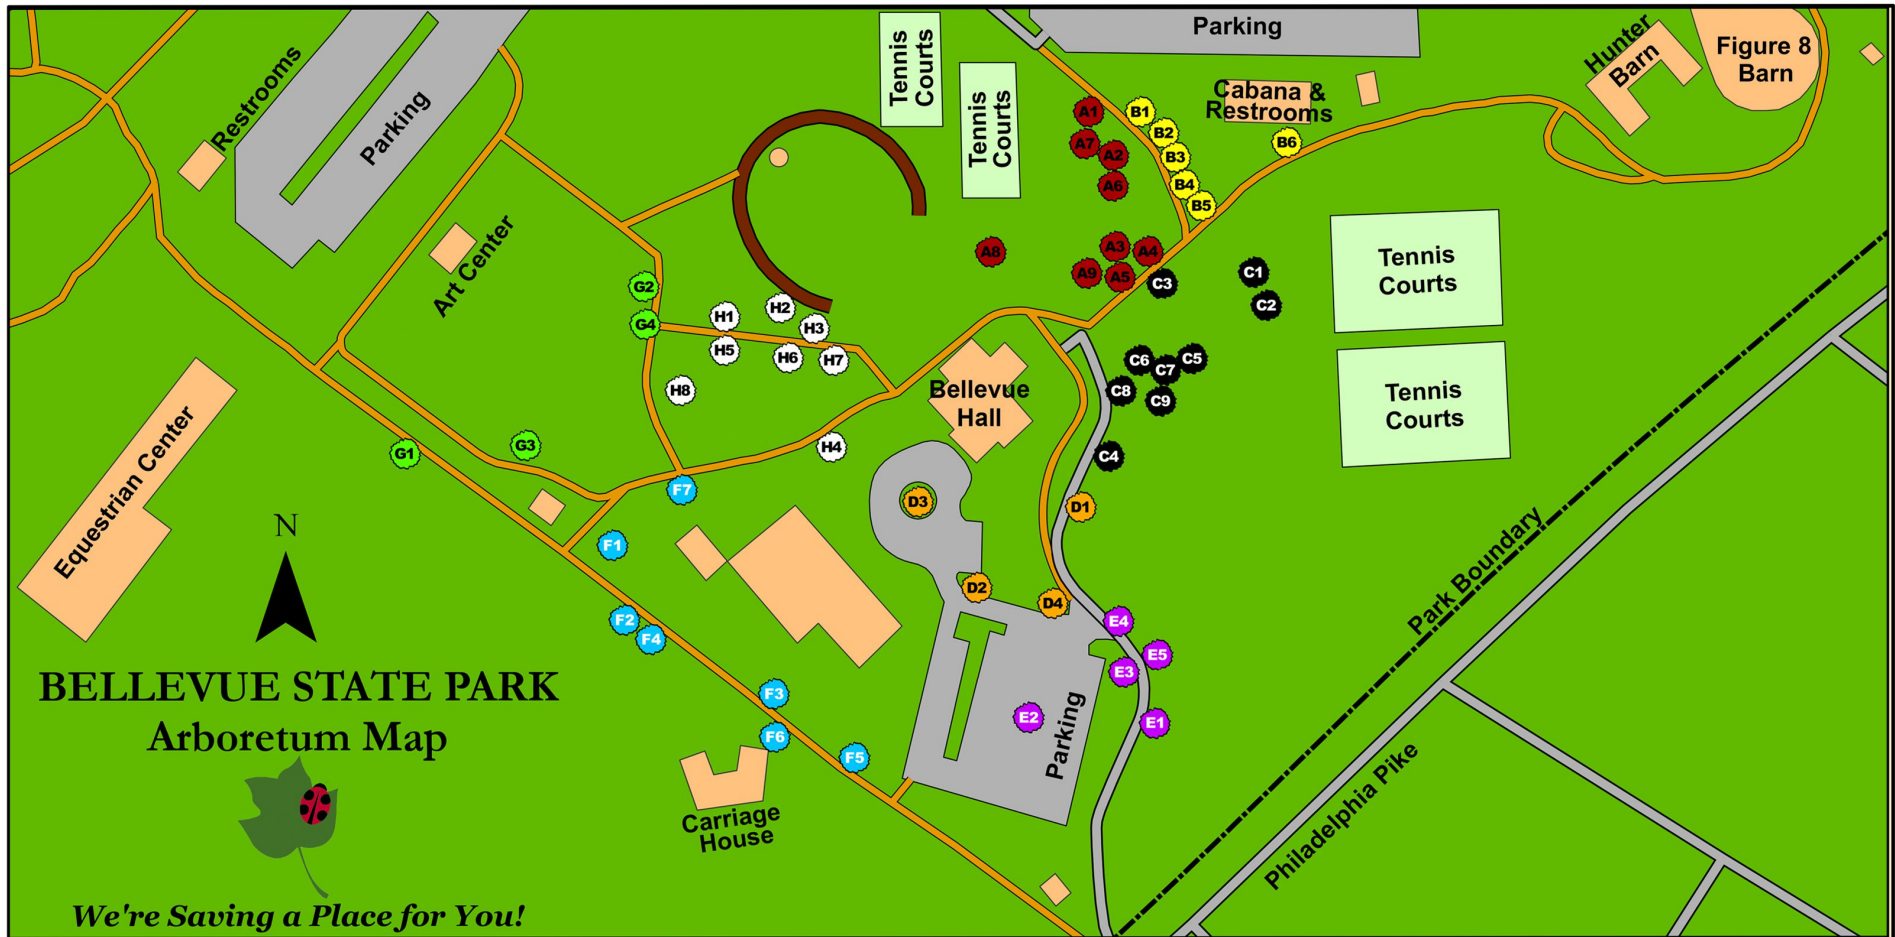 Parking
Hunter
Barn
Figure 8
Barn
Tennis
Courts
Tennis
Courts
Restrooms
Parking
Cabana &
Restrooms
A1
B1
B2
A7
A2
B3
B6
A6
B4
B5
Art Center
A8
A3
A4
A9
A5
C3
C1
C2
Tennis
Courts
G2
G4
H1
H2
H3
H5
H6
H7
H8
C6
C7
C5
C8
C9
Bellevue
Hall
Tennis
Courts
G1
G3
H4
C4
Equestrian Center
F7
D3
D1
N
F1
D2
D4
Park Boundary
F2
F4
E4
E5
E3
BELLEVUE STATE PARK
Arboretum Map
F3
F6
F5
E2
E1
Parking
Carriage
House
Philadelphia Pike
We're Saving a Place for You!